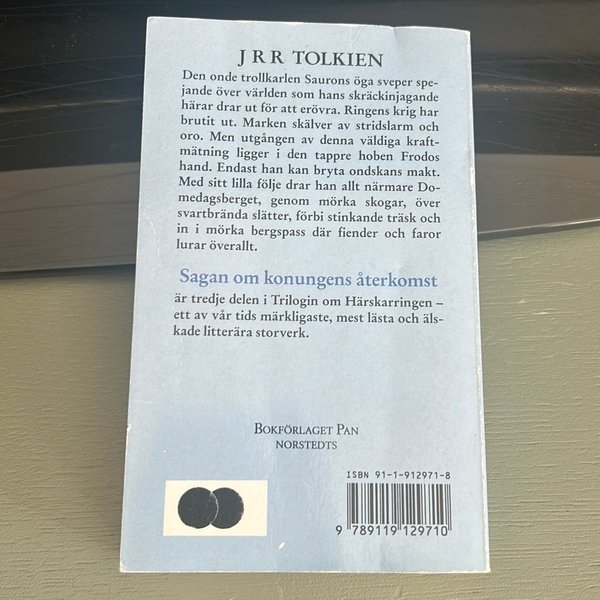 J R R TOLKIEN
Den onde trollkarlen Saurons öga sveper spe-
jande över världen som hans skräckinjagande
härar drar ut för att erövra. Ringens krig har
brutit ut. Marken skälver av stridslarm och
oro. Men utgången av denna väldiga kraft-
mätning ligger i den tappre hoben Frodos
hand. Endast han kan bryta ondskans makt.
Med sitt lilla följe drar han allt närmare Do-
medagsberget, genom mörka skogar, över
svartbrända slätter, förbi stinkande träsk och
in i mörka bergspass där fiender och faror
lurar överallt.
Sagan om konungens återkomst
är tredje delen i Trilogin om Härskarringen –
ett av vår tids märkligaste, mest lästa och äls-
kade litterära storverk.
BOKFÖRLAGET PAN
NORSTEDTS
ISBN 91-1-912971-8
9 789119 129710